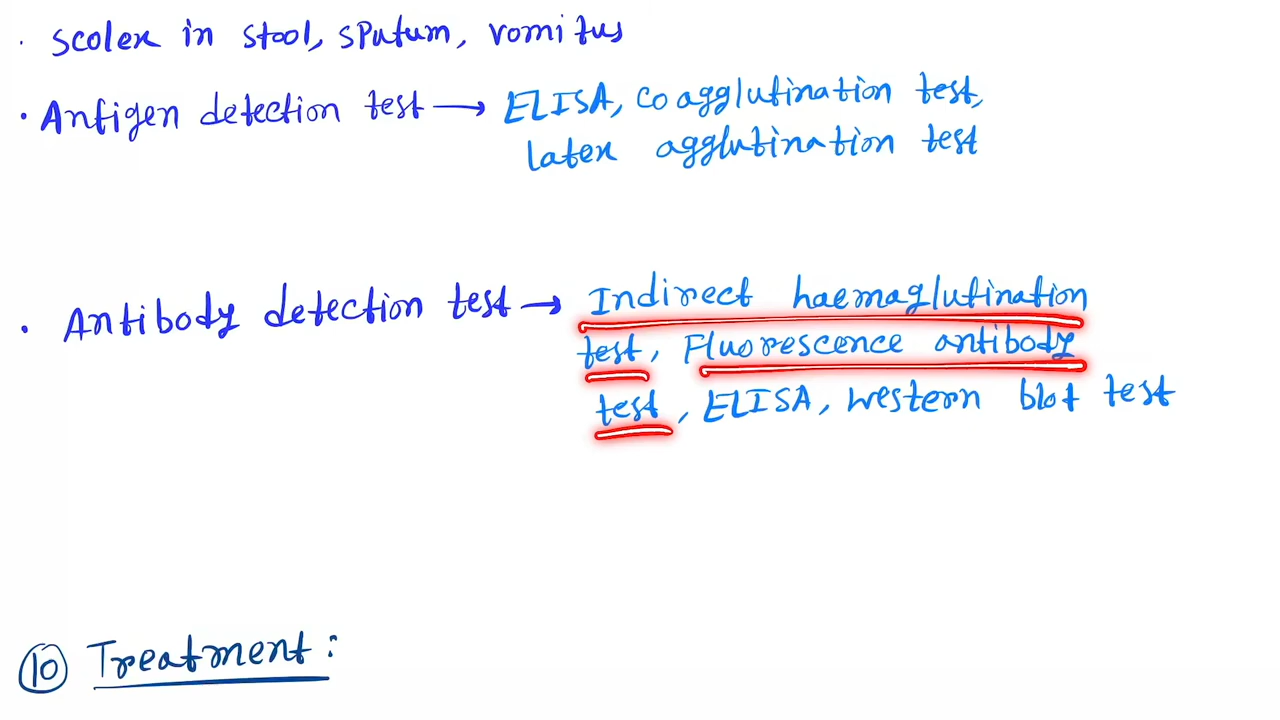 · Scolex in stool, sputum, vomitus
· Antigen detection test → ELISA, Coagglutination test,
latex agglutination test
· Antibody detection test → Indirect haemaglutination
test, Fluorescence antibody
test, ELISA, western blot test
⑩ Treatment: